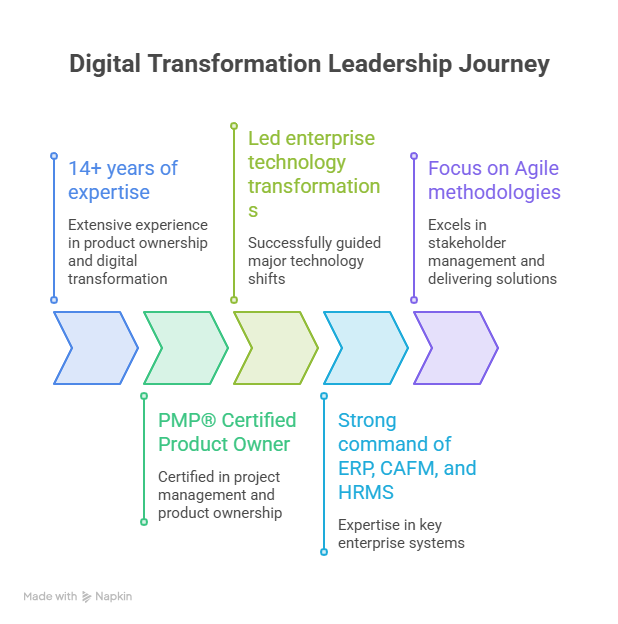 Digital Transformation Leadership Journey
14+ years of
expertise
Extensive experience
in product ownership
and digital
transformation
PMP® Certified
Product Owner
Certified in project
management and
product ownership
Led enterprise
technology
transformation
s
Successfully guided
major technology
shifts
Strong
command of
ERP, CAFM, and
HRMS
Expertise in key
enterprise systems
Focus on Agile
methodologies
Excels in
stakeholder
management and
delivering solutions
Made with Napkin